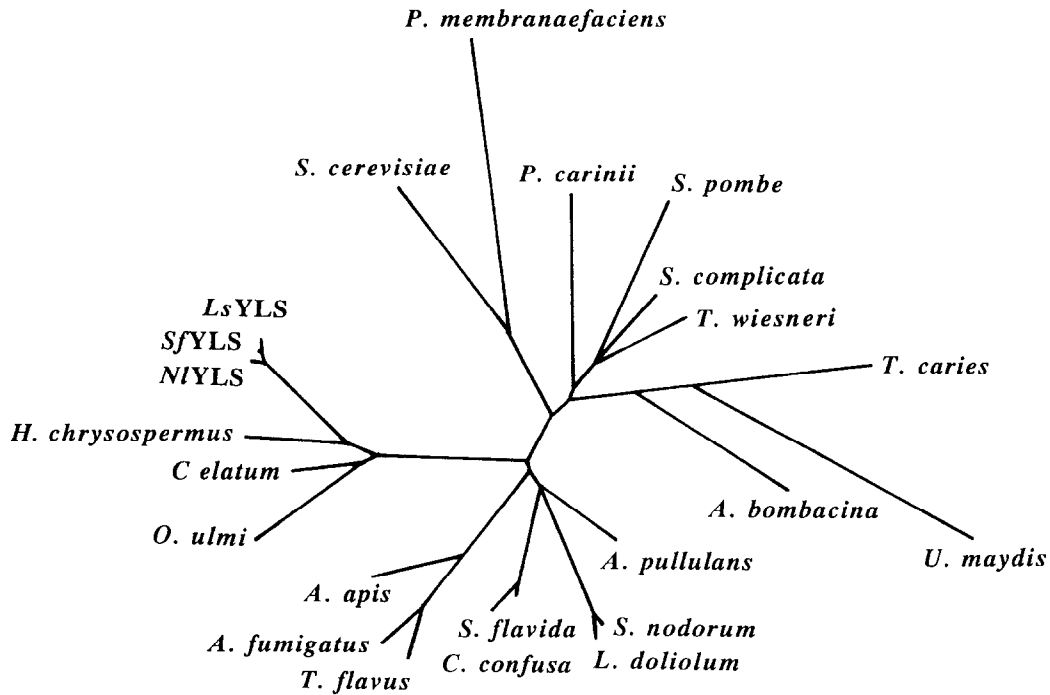 P. membranaefaciens
S. cerevisiae
P. carinii
S. pombe
S. complicata
T. wiesneri
LsYLS
SfYLS
NlYLS
T. caries
H. chrysospermus
C elatum
A. bombacina
O. ulmi
A. pullulans
U. maydis
A. apis
S. flavida
S. nodorum
A. fumigatus
C. confusa
L. doliolum
T. flavus